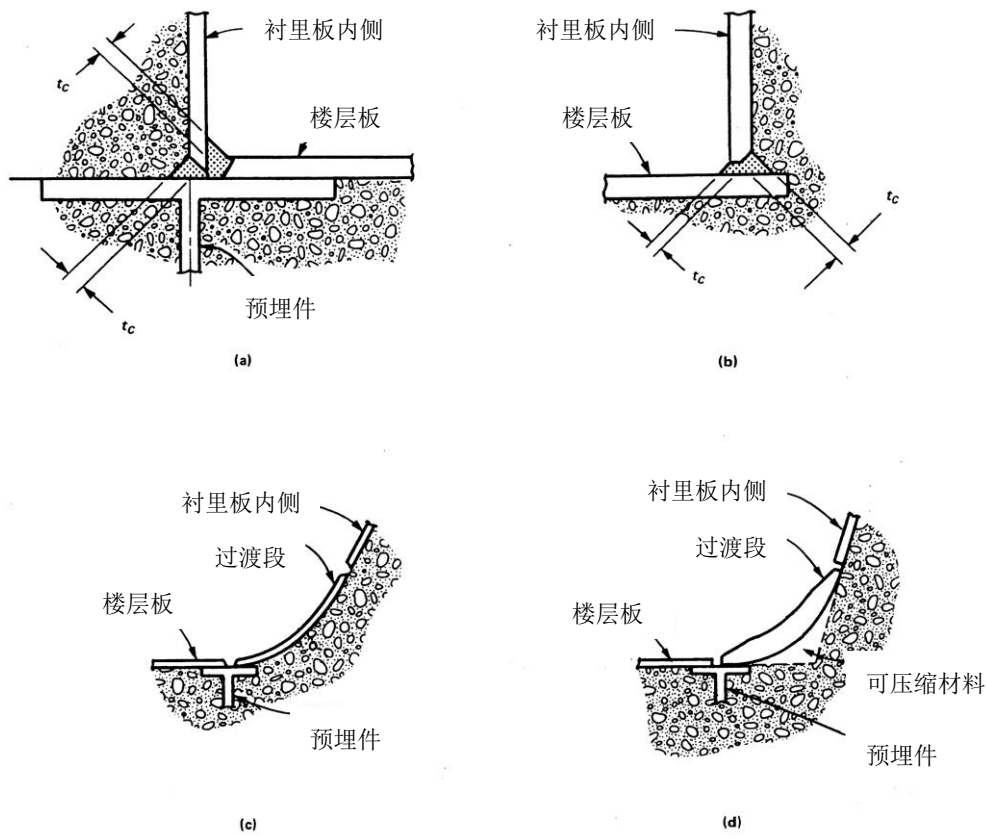 衬里板内侧
楼层板
t_c
t_c
预埋件
(a)
衬里板内侧
楼层板
t_c
t_c
(b)
衬里板内侧
过渡段
楼层板
预埋件
(c)
衬里板内侧
过渡段
楼层板
可压缩材料
预埋件
(d)